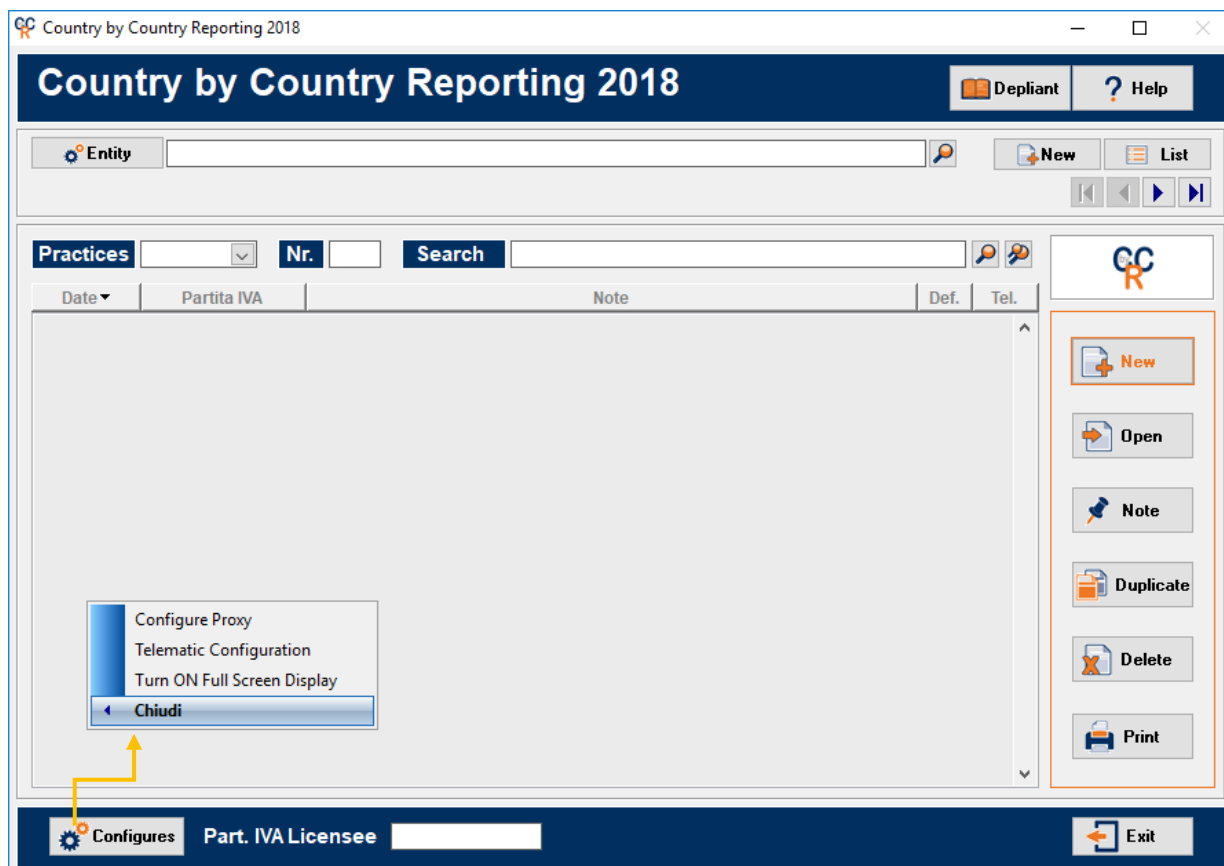 Country by Country Reporting 2018
Country by Country Reporting 2018
Depliant
Help
Entity
New
List
Practices
Nr.
Search
Date
Partita IVA
Note
Def.
Tel.
CbCR
New
Open
Note
Duplicate
Delete
Print
Configure Proxy
Telematic Configuration
Turn ON Full Screen Display
Chiudi
Configures
Part. IVA Licensee
Exit